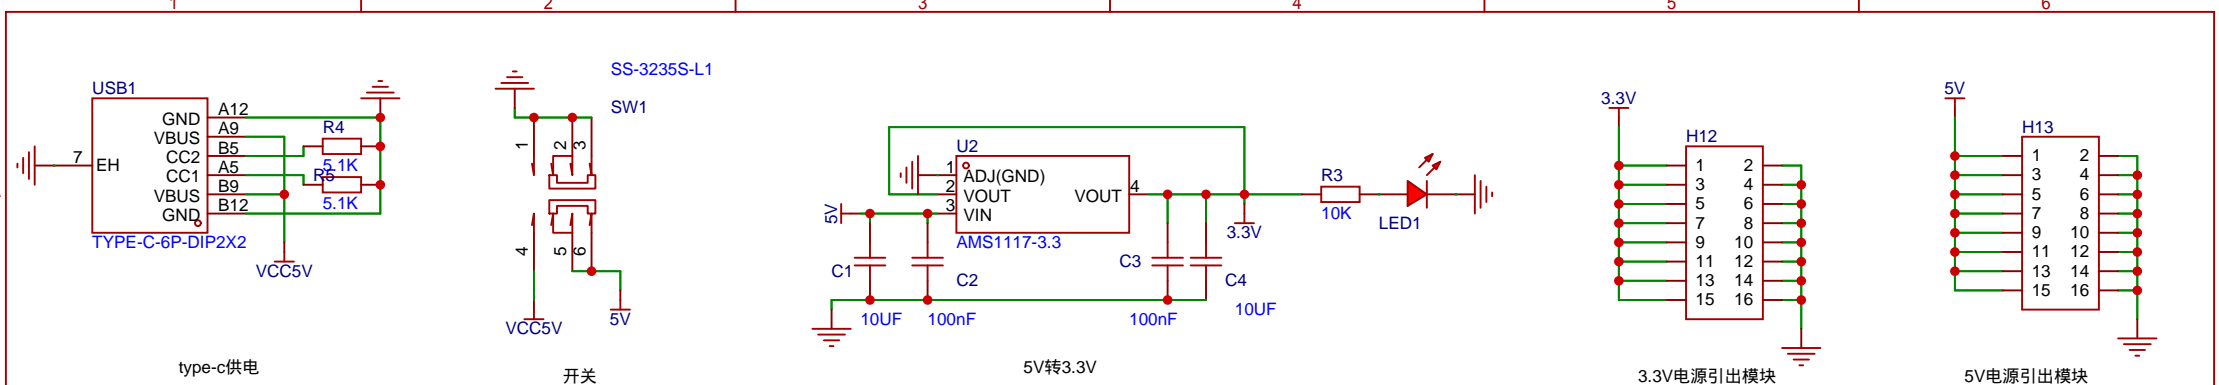 1 2 3 4 5 6
USB1
GND A12
VBUS A9
CC2 B5
CC1 A5
VBUS B9
GND B12
7 EH
R4
5.1K
R5
5.1K
TYPE-C-6P-DIP2X2
VCC5V
type-c供电
SS-3235S-L1
SW1
1 2 3
4 5 6
VCC5V
5V
开关
U2
1 ADJ(GND)
2 VOUT
3 VIN
VOUT 4
AMS1117-3.3
5V
C1
10UF
C2
100nF
C3
100nF
C4
10UF
3.3V
R3
10K
LED1
5V转3.3V
3.3V
H12
1 2
3 4
5 6
7 8
9 10
11 12
13 14
15 16
3.3V电源引出模块
5V
H13
1 2
3 4
5 6
7 8
9 10
11 12
13 14
15 16
5V电源引出模块